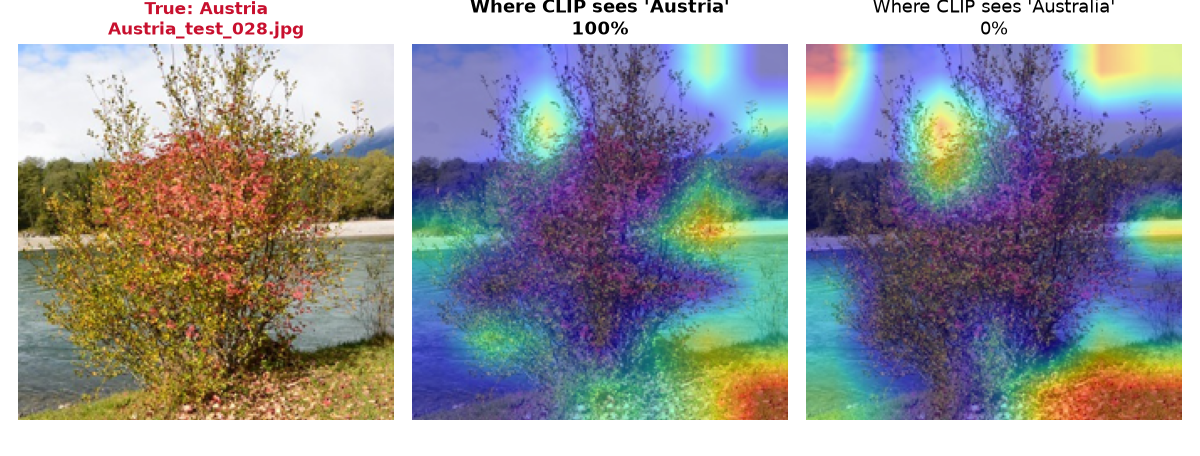 True: Austria
Austria_test_028.jpg
Where CLIP sees 'Austria'
100%
Where CLIP sees 'Australia'
0%